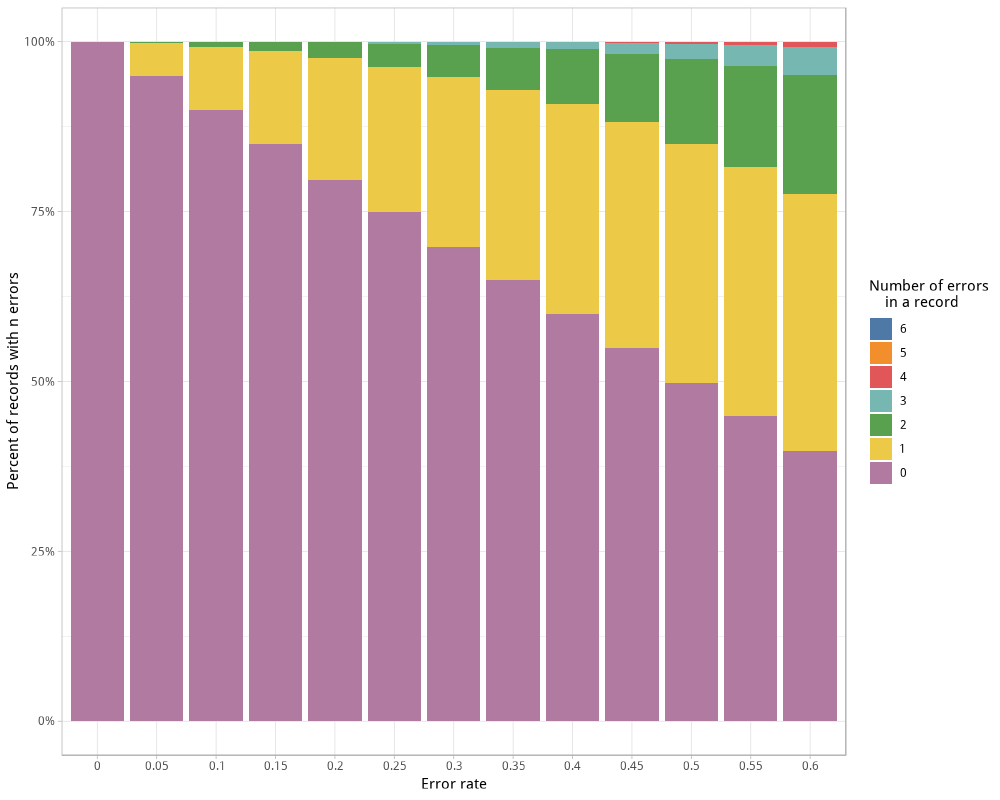 100%
75%
50%
25%
0%
Percent of records with n errors
0 0.05 0.1 0.15 0.2 0.25 0.3 0.35 0.4 0.45 0.5 0.55 0.6
Error rate
Number of errors
in a record
6
5
4
3
2
1
0